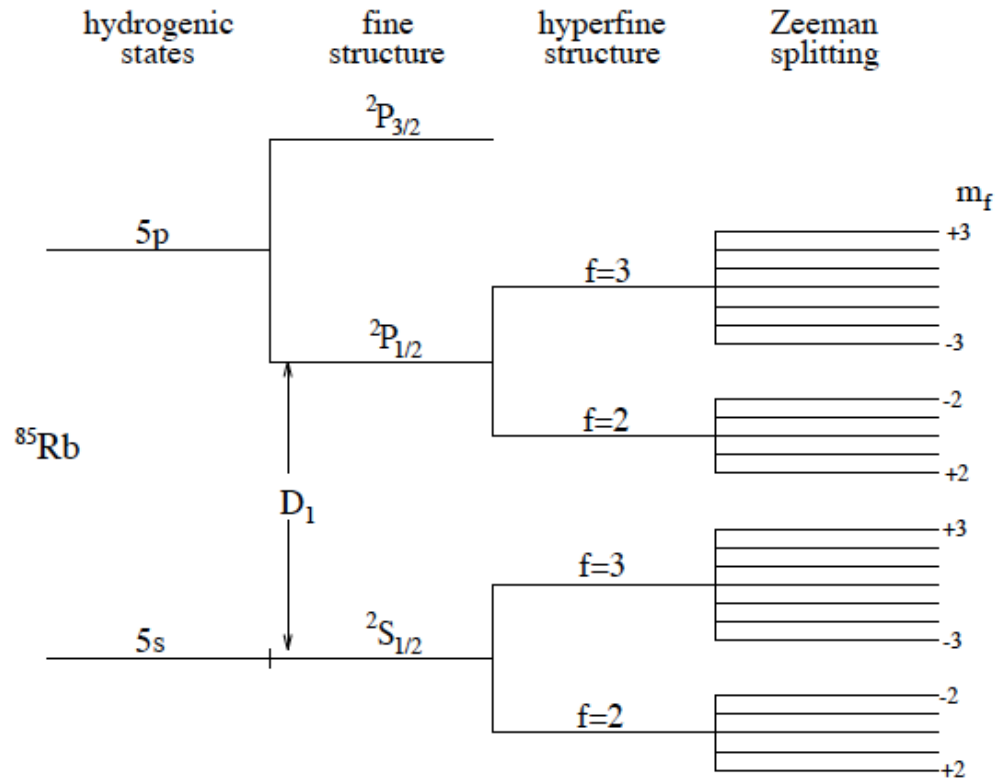 hydrogenic fine hyperfine Zeeman
states structure structure splitting
²P₃/₂
m_f
5p
+3
f=3
²P₁/₂
-3
-2
f=2
⁸⁵Rb
+2
D₁
+3
f=3
5s
²S₁/₂
-3
-2
f=2
+2